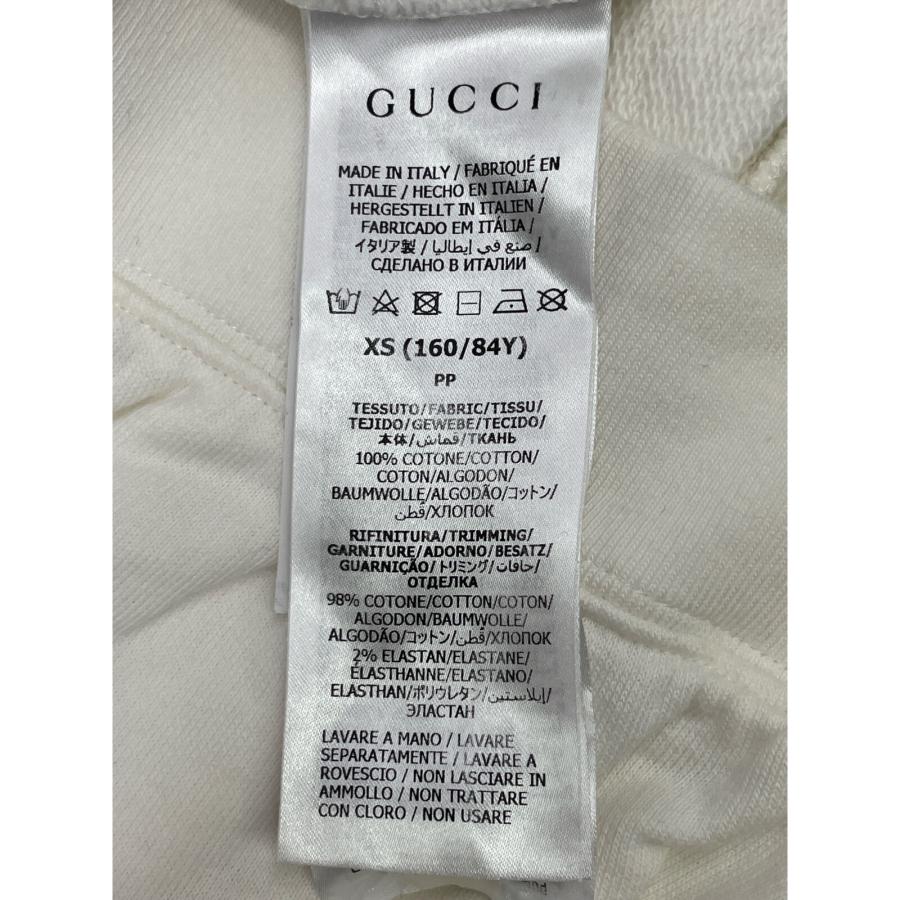 GUCCI
MADE IN ITALY / FABRIQUÉ EN
ITALIE / HECHO EN ITALIA /
HERGESTELLT IN ITALIEN /
FABRICADO EM ITÁLIA /
イタリア製 / صنع في إيطاليا /
СДЕЛАНО В ИТАЛИИ
XS (160/84Y)
PP
TESSUTO/FABRIC/TISSU/
TEJIDO/GEWEBE/TECIDO/
本体/قماش/ТКАНЬ
100% COTONE/COTTON/
COTON/ALGODON/
BAUMWOLLE/ALGODÃO/コットン/
قُطن/ХЛОПОК
RIFINITURA/TRIMMING/
GARNITURE/ADORNO/BESATZ/
GUARNIÇÃO/トリミング/حافات/
ОТДЕЛКА
98% COTONE/COTTON/COTON/
ALGODON/BAUMWOLLE/
ALGODÃO/コットン/قُطن/ХЛОПОК
2% ELASTAN/ELASTANE/
ÉLASTHANNE/ELASTANO/
ELASTHAN/ポリウレタン/إيلاستين/
ЭЛАСТАН
LAVARE A MANO / LAVARE
SEPARATAMENTE / LAVARE A
ROVESCIO / NON LASCIARE IN
AMMOLLO / NON TRATTARE
CON CLORO / NON USARE